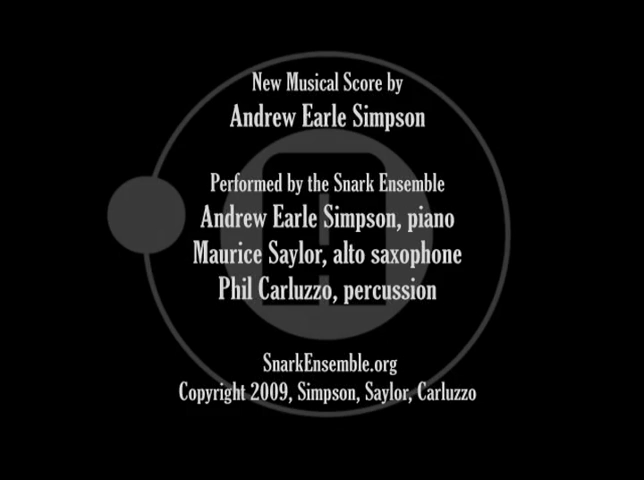 New Musical Score by
Andrew Earle Simpson
Performed by the Snark Ensemble
Andrew Earle Simpson, piano
Maurice Saylor, alto saxophone
Phil Carluzzo, percussion
SnarkEnsemble.org
Copyright 2009, Simpson, Saylor, Carluzzo